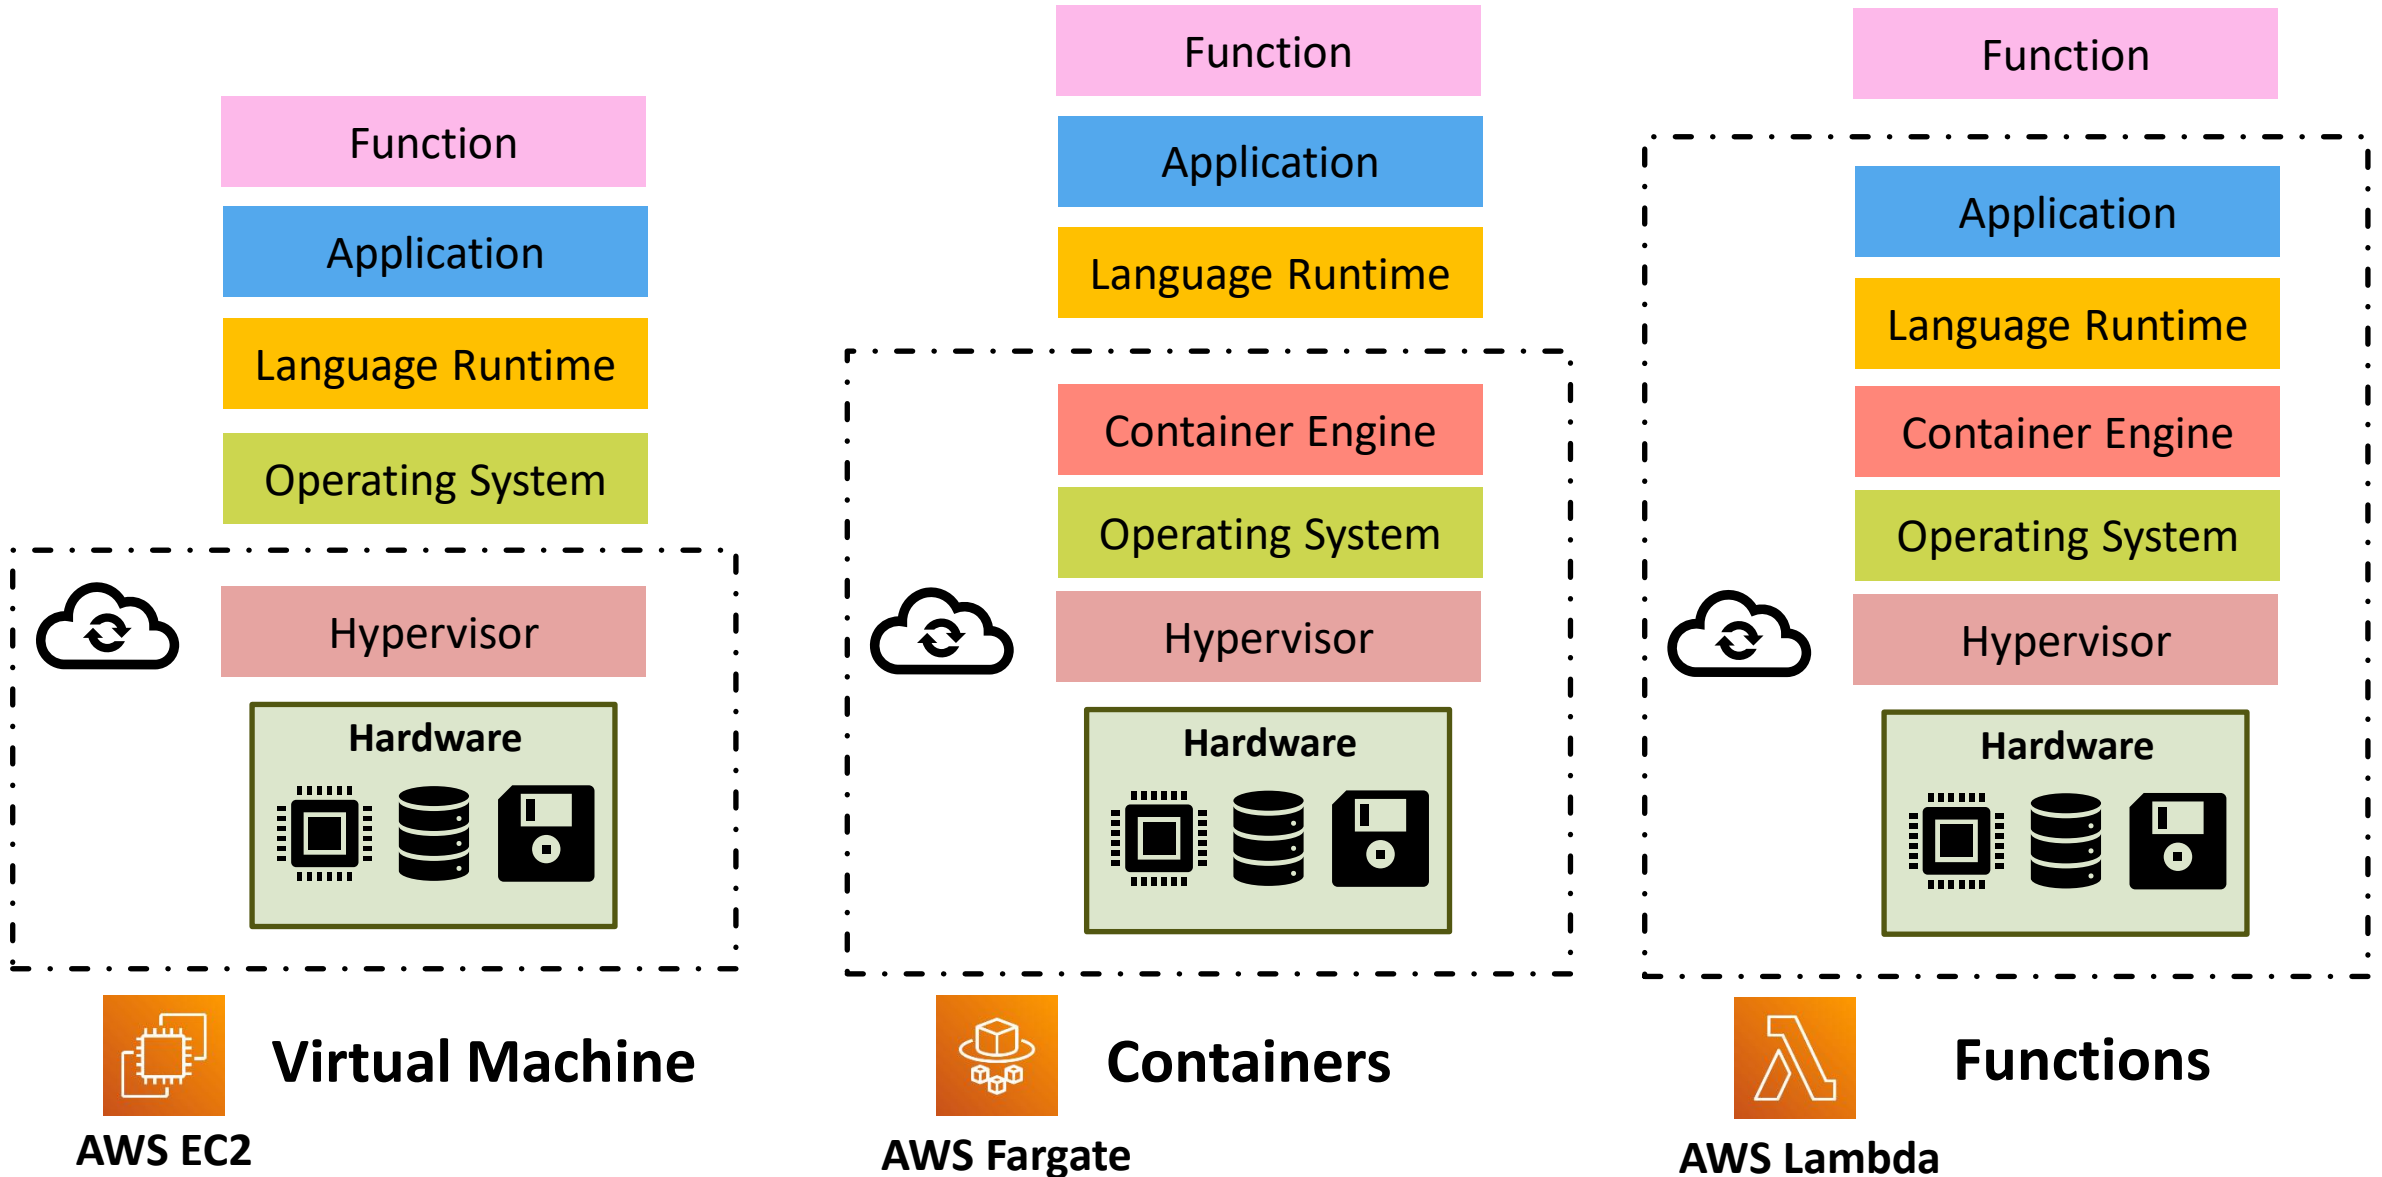 Function
Application
Language Runtime
Operating System
Hypervisor
Hardware
Virtual Machine
AWS EC2
Function
Application
Language Runtime
Container Engine
Operating System
Hypervisor
Hardware
Containers
AWS Fargate
Function
Application
Language Runtime
Container Engine
Operating System
Hypervisor
Hardware
Functions
AWS Lambda